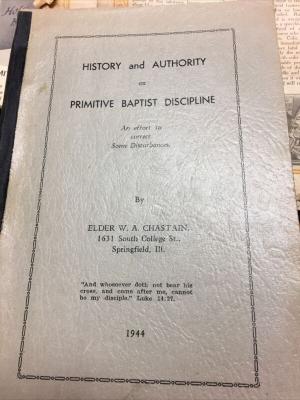 HISTORY and AUTHORITY
on
PRIMITIVE BAPTIST DISCIPLINE
An effort to
correct
Some Disturbances.
By
ELDER W. A. CHASTAIN,
1631 South College St.,
Springfield, Ill.
"And whosoever doth not bear his
cross, and come after me, cannot
be my disciple." Luke 14:27.
1944